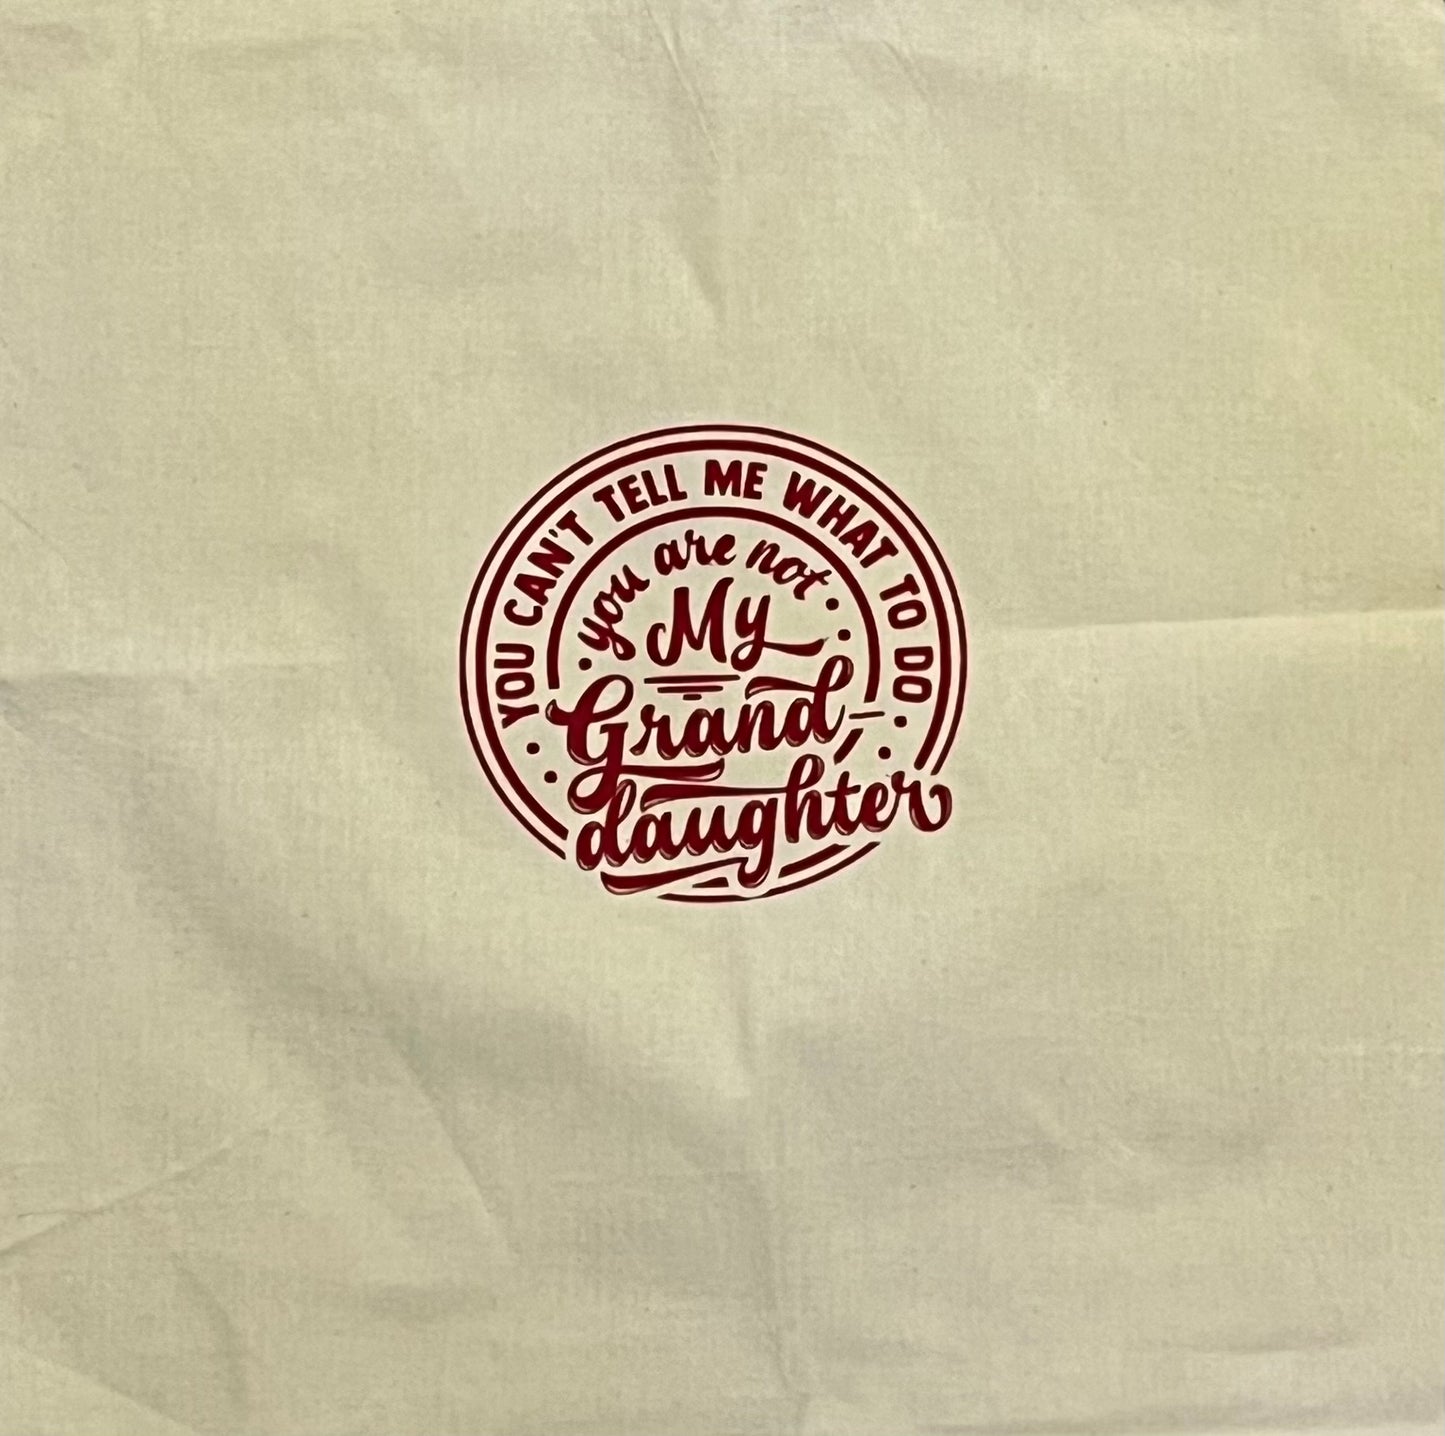 YOU CAN'T TELL ME WHAT TO DO
you are not
My
Grand-
daughter